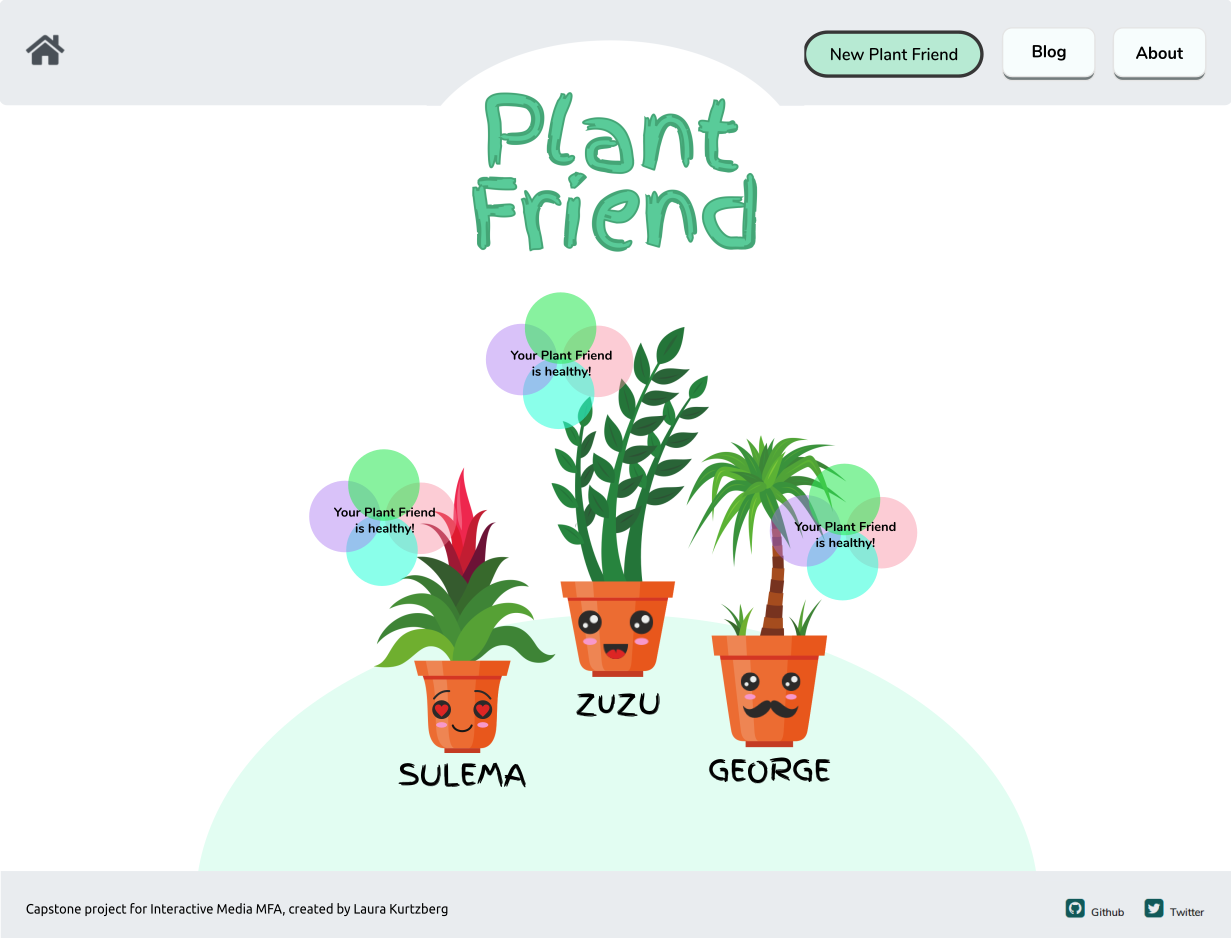 New Plant Friend
Blog
About
Plant
Friend
Your Plant Friend
is healthy!
Your Plant Friend
is healthy!
Your Plant Friend
is healthy!
ZUZU
SULEMA
GEORGE
Capstone project for Interactive Media MFA, created by Laura Kurtzberg
Github
Twitter